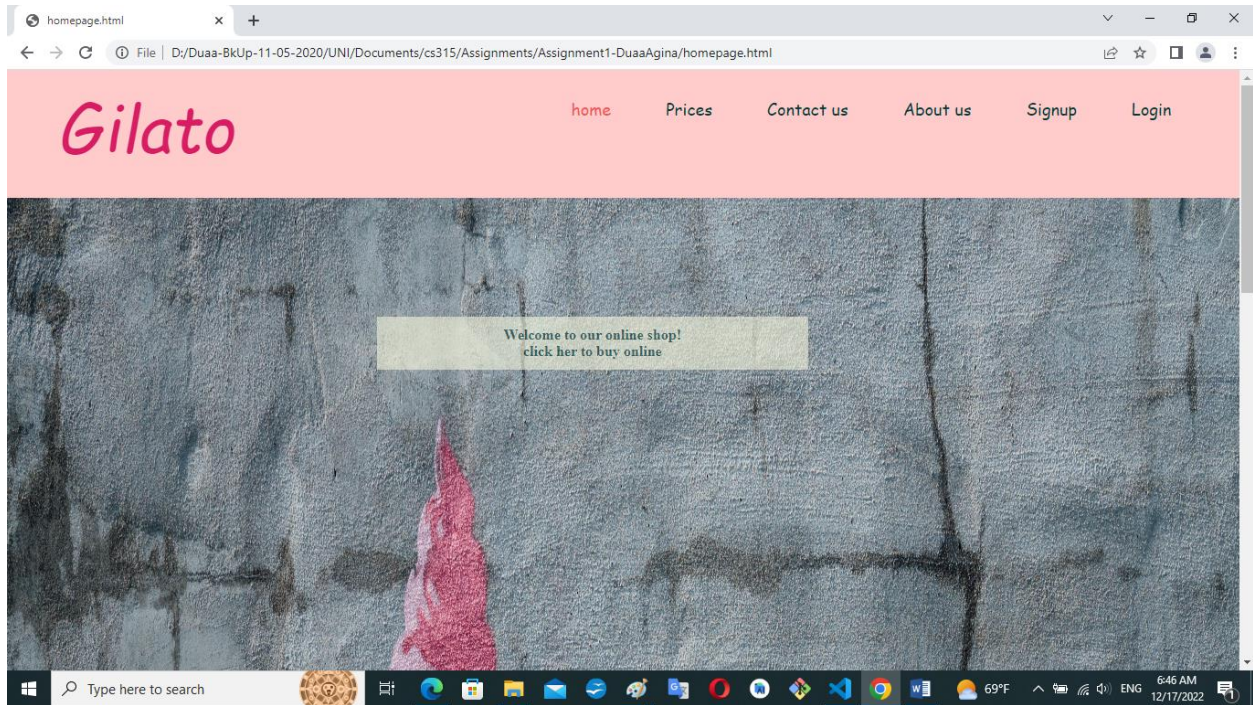 homepage.html
File | D:/Duaa-BkUp-11-05-2020/UNI/Documents/cs315/Assignments/Assignment1-DuaaAgina/homepage.html
Gilato
home Prices Contact us About us Signup Login
Welcome to our online shop!
click her to buy online
Type here to search
69°F
ENG
6:46 AM
12/17/2022
1